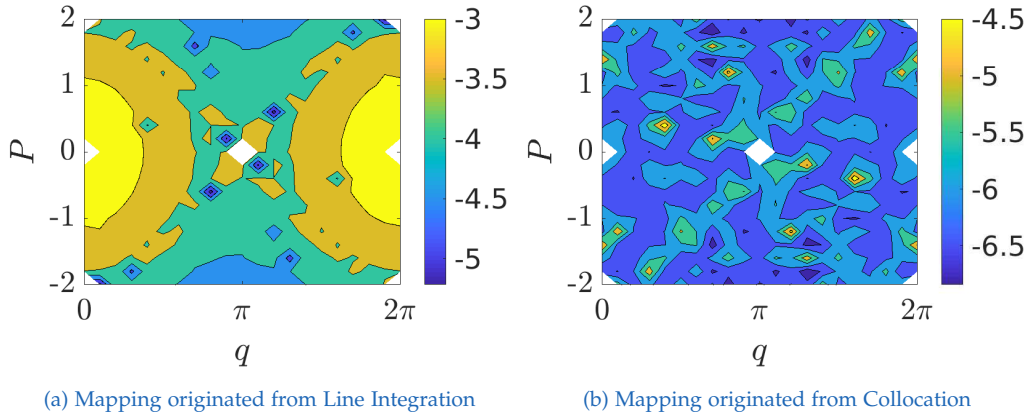 2
1
0
-1
-2
P
0
π
2π
q
-3
-3.5
-4
-4.5
-5
2
1
0
-1
-2
P
0
π
2π
q
-4.5
-5
-5.5
-6
-6.5
(a) Mapping originated from Line Integration
(b) Mapping originated from Collocation